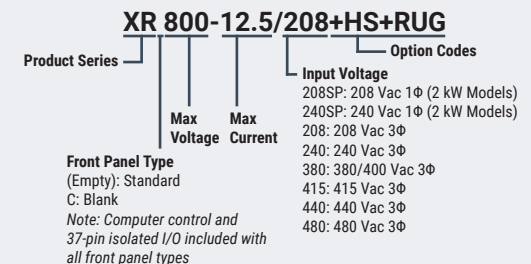 XR 800-12.5/208+HS+RUG
Product Series
Option Codes
Max
Voltage
Max
Current
Input Voltage
208SP: 208 Vac 1Φ (2 kW Models)
240SP: 240 Vac 1Φ (2 kW Models)
208: 208 Vac 3Φ
240: 240 Vac 3Φ
380: 380/400 Vac 3Φ
415: 415 Vac 3Φ
440: 440 Vac 3Φ
480: 480 Vac 3Φ
Front Panel Type
(Empty): Standard
C: Blank
Note: Computer control and
37-pin isolated I/O included with
all front panel types